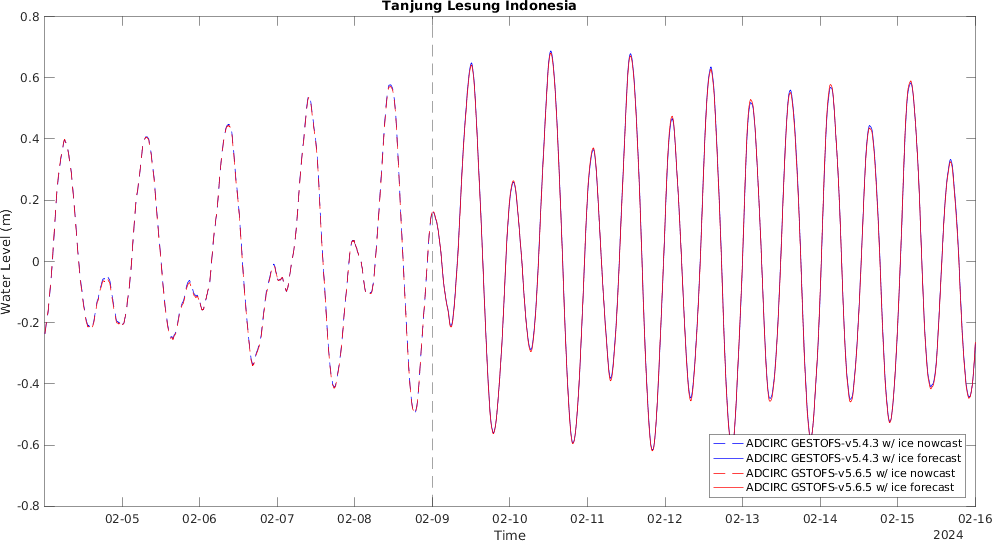 Tanjung Lesung Indonesia
0.8
0.6
0.4
0.2
0
-0.2
-0.4
-0.6
-0.8
Water Level (m)
ADCIRC GESTOFS-v5.4.3 w/ ice nowcast
ADCIRC GESTOFS-v5.4.3 w/ ice forecast
ADCIRC GSTOFS-v5.6.5 w/ ice nowcast
ADCIRC GSTOFS-v5.6.5 w/ ice forecast
02-05 02-06 02-07 02-08 02-09 02-10 02-11 02-12 02-13 02-14 02-15 02-16
Time
2024